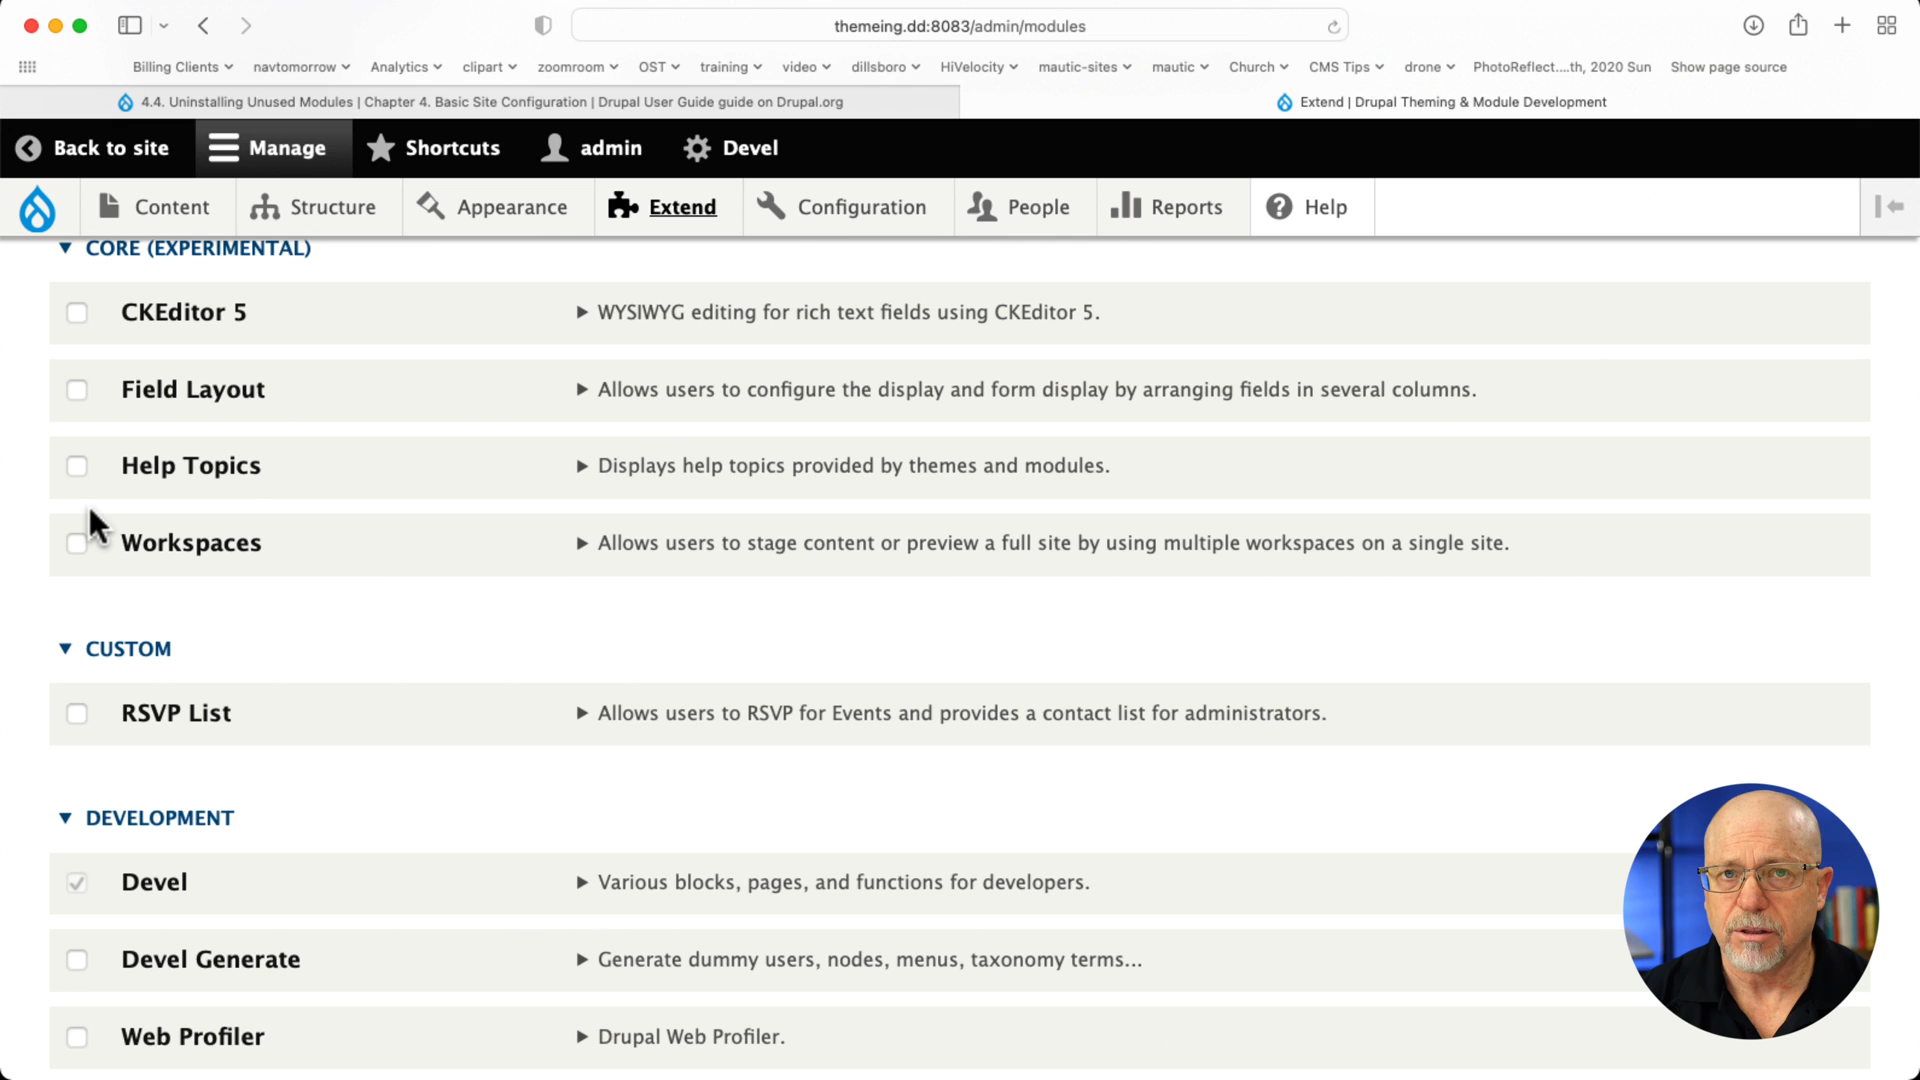 themeing.dd:8083/admin/modules
Billing Clients navtomorrow Analytics clipart zoomroom OST training video dillsboro HiVelocity mautic-sites mautic Church CMS Tips drone PhotoReflect....th, 2020 Sun Show page source
4.4. Uninstalling Unused Modules | Chapter 4. Basic Site Configuration | Drupal User Guide guide on Drupal.org
Extend | Drupal Theming & Module Development
Back to site Manage Shortcuts admin Devel
Content Structure Appearance Extend Configuration People Reports Help
CORE (EXPERIMENTAL)
CKEditor 5 WYSIWYG editing for rich text fields using CKEditor 5.
Field Layout Allows users to configure the display and form display by arranging fields in several columns.
Help Topics Displays help topics provided by themes and modules.
Workspaces Allows users to stage content or preview a full site by using multiple workspaces on a single site.
CUSTOM
RSVP List Allows users to RSVP for Events and provides a contact list for administrators.
DEVELOPMENT
Devel Various blocks, pages, and functions for developers.
Devel Generate Generate dummy users, nodes, menus, taxonomy terms...
Web Profiler Drupal Web Profiler.